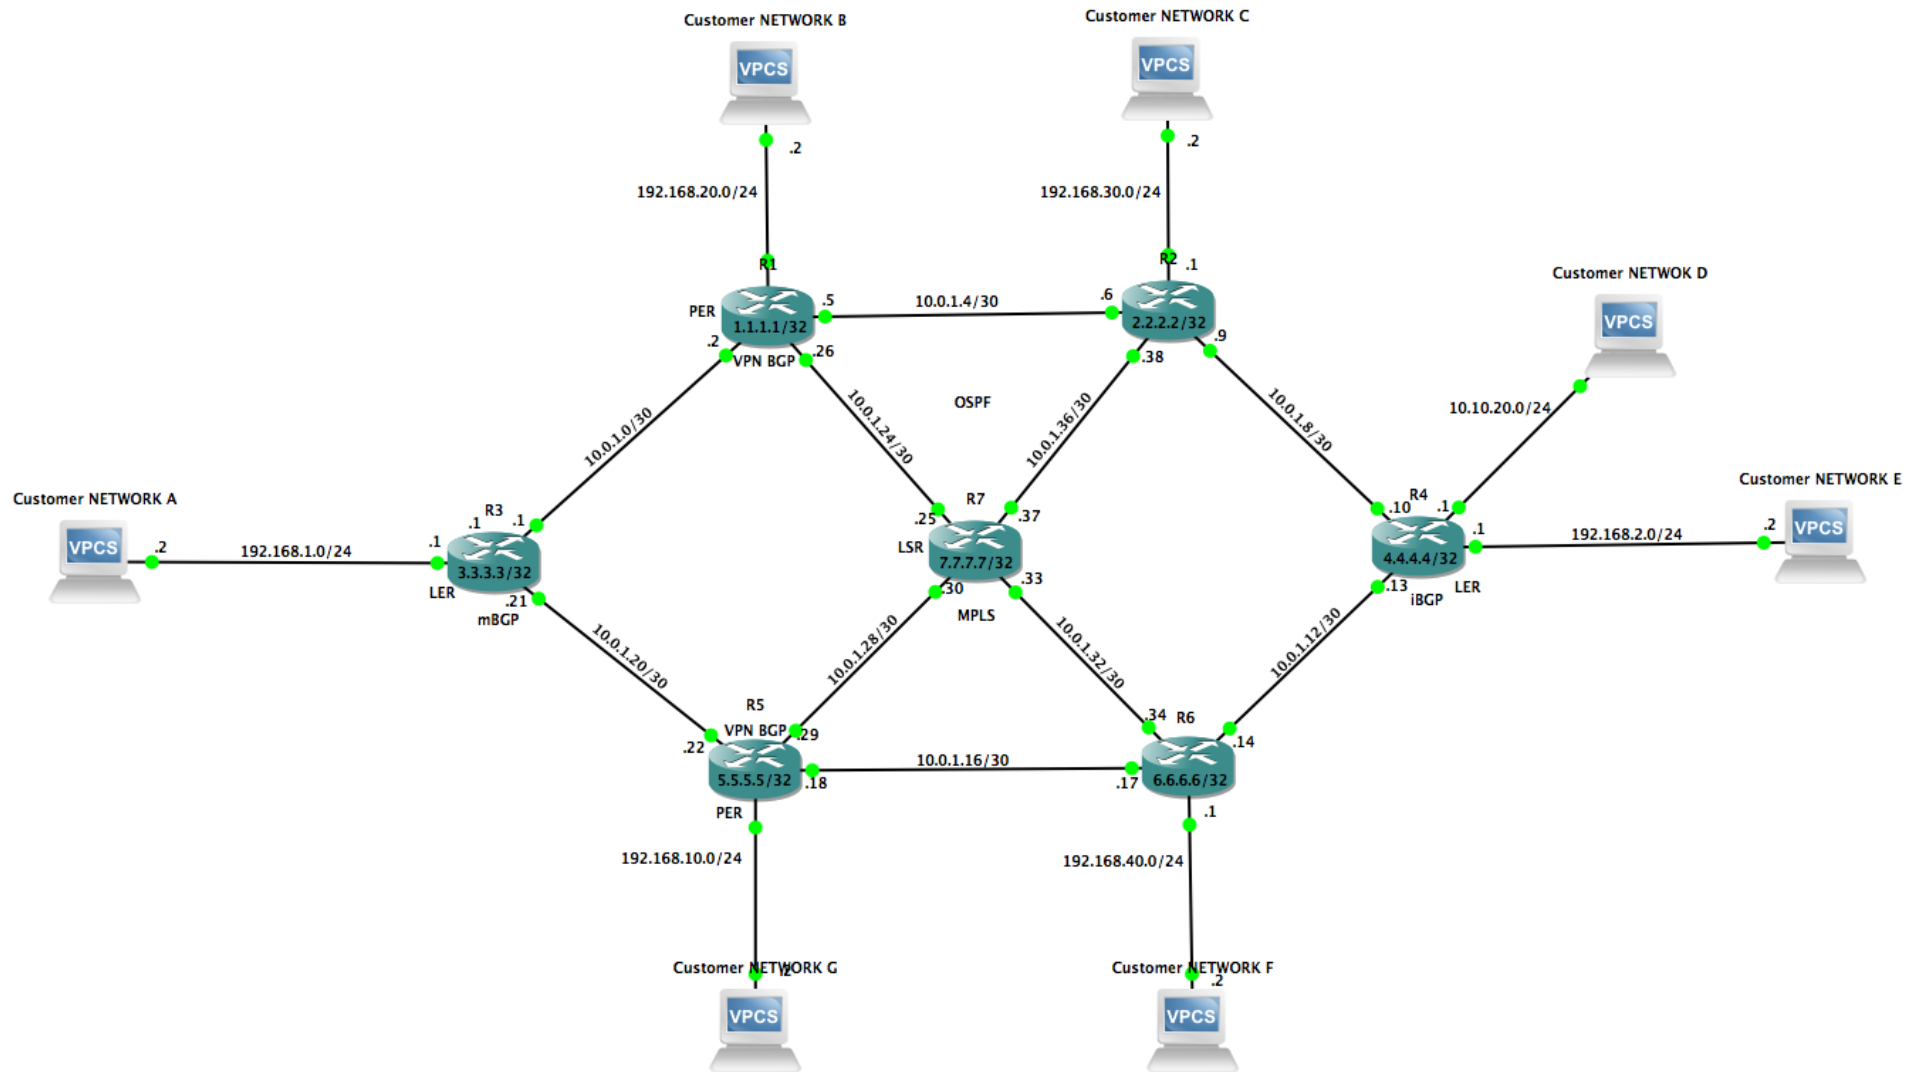 Customer NETWORK B
Customer NETWORK C
VPCS
VPCS
.2
.2
192.168.20.0/24
192.168.30.0/24
R1
R2
.1
Customer NETWOK D
VPCS
PER
1.1.1.1/32
.5
10.0.1.4/30
.6
2.2.2.2/32
.2
VPN BGP
.26
.38
.9
OSPF
10.0.1.0/30
10.0.1.24/30
10.0.1.36/30
10.0.1.8/30
10.10.20.0/24
Customer NETWORK A
VPCS
.2
192.168.1.0/24
.1
R3
.1
.1
3.3.3.3/32
LER
.21
mBGP
R7
.25
.37
LSR
7.7.7.7/32
.30
.33
MPLS
R4
.10
.1
4.4.4.4/32
.1
.13
LER
iBGP
192.168.2.0/24
Customer NETWORK E
.2
VPCS
10.0.1.20/30
10.0.1.28/30
10.0.1.32/30
10.0.1.12/30
R5
VPN BGP
.29
.22
5.5.5.5/32
.18
PER
10.0.1.16/30
.34
R6
.14
.17
6.6.6.6/32
.1
192.168.10.0/24
192.168.40.0/24
Customer NETWORK G
.2
Customer NETWORK F
.2
VPCS
VPCS